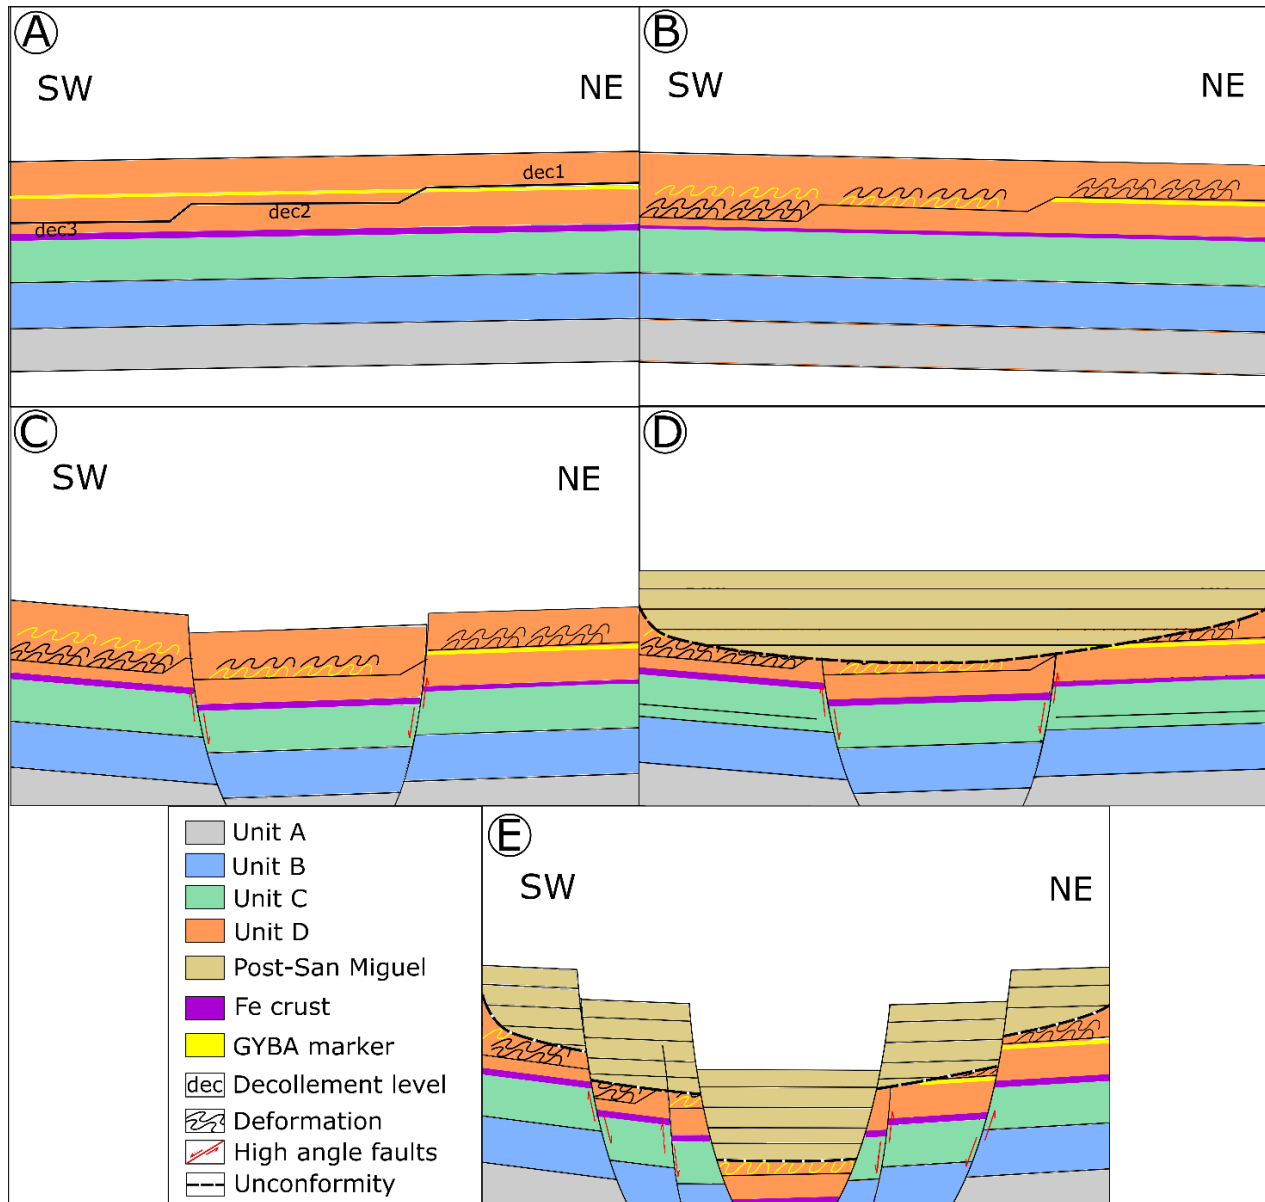 A
SW
NE
dec1
dec2
dec3
B
SW
NE
C
SW
NE
D
E
SW
NE
Unit A
Unit B
Unit C
Unit D
Post-San Miguel
Fe crust
GYBA marker
dec Decollement level
Deformation
High angle faults
Unconformity